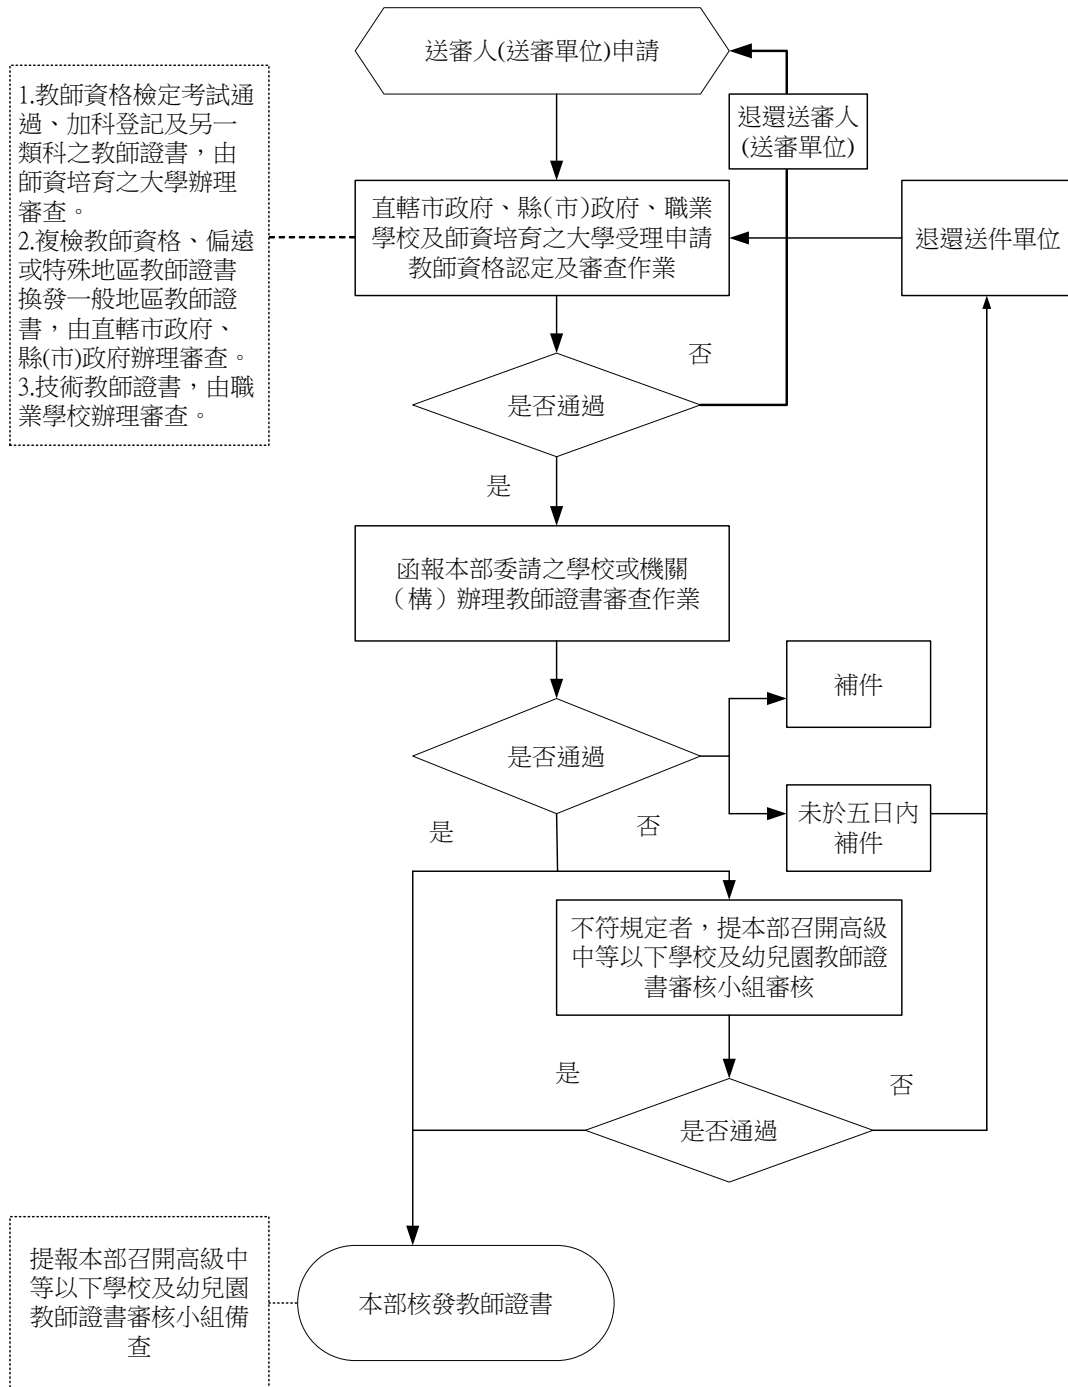 送審人(送審單位)申請
1.教師資格檢定考試通
過、加科登記及另一
類科之教師證書，由
師資培育之大學辦理
審查。
2.複檢教師資格、偏遠
或特殊地區教師證書
換發一般地區教師證
書，由直轄市政府、
縣(市)政府辦理審查。
3.技術教師證書，由職
業學校辦理審查。
退還送審人
(送審單位)
直轄市政府、縣(市)政府、職業
學校及師資培育之大學受理申請
教師資格認定及審查作業
退還送件單位
否
是否通過
是
函報本部委請之學校或機關
（構）辦理教師證書審查作業
補件
是否通過
未於五日內
補件
是
否
不符規定者，提本部召開高級
中等以下學校及幼兒園教師證
書審核小組審核
是
否
是否通過
提報本部召開高級中
等以下學校及幼兒園
教師證書審核小組備
查
本部核發教師證書